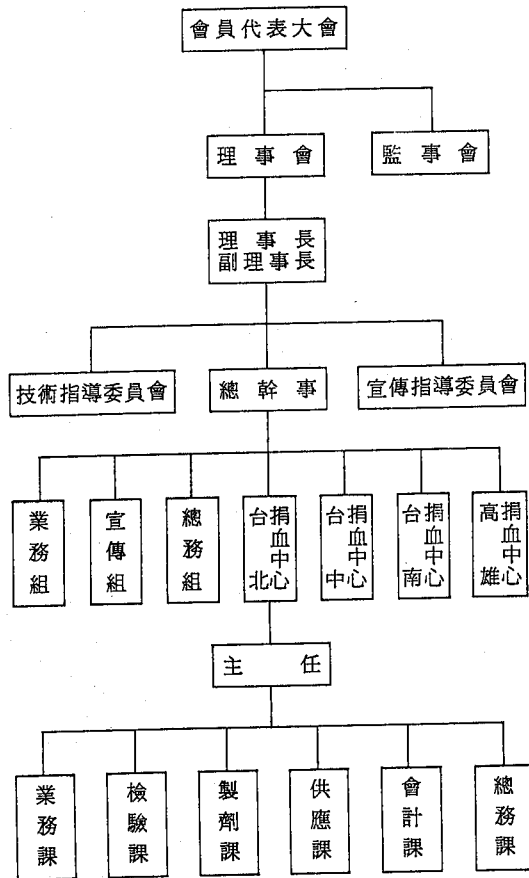 會員代表大會
理事會
監事會
理事長
副理事長
技術指導委員會
總幹事
宣傳指導委員會
業務組
宣傳組
總務組
台北
捐血中心
台中
捐血中心
台南
捐血中心
高雄
捐血中心
主任
業務課
檢驗課
製劑課
供應課
會計課
總務課